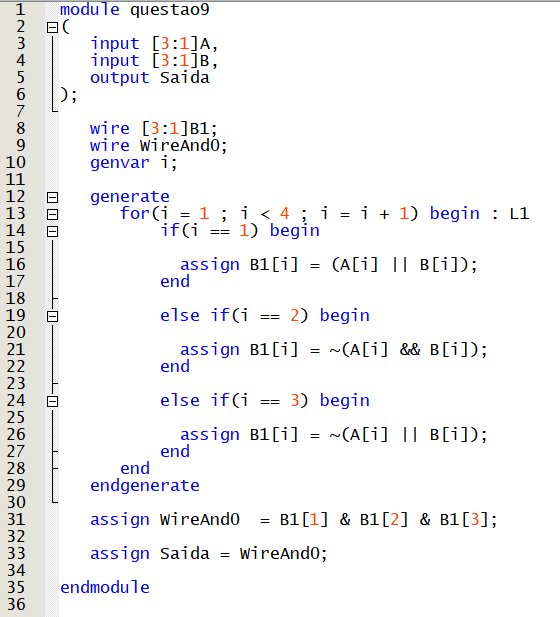 1 module questao9
2 (
3 input [3:1]A,
4 input [3:1]B,
5 output Saida
6 );
7
8 wire [3:1]B1;
9 wire WireAnd0;
10 genvar i;
11
12 generate
13 for(i = 1 ; i < 4 ; i = i + 1) begin : L1
14 if(i == 1) begin
15
16 assign B1[i] = (A[i] || B[i]);
17 end
18
19 else if(i == 2) begin
20
21 assign B1[i] = ~(A[i] && B[i]);
22 end
23
24 else if(i == 3) begin
25
26 assign B1[i] = ~(A[i] || B[i]);
27 end
28 end
29 endgenerate
30
31 assign WireAnd0  = B1[1] & B1[2] & B1[3];
32
33 assign Saida = WireAnd0;
34
35 endmodule
36